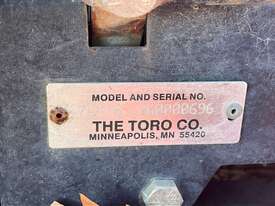 MODEL AND SERIAL NO.
THE TORO CO.
MINNEAPOLIS, MN 55420